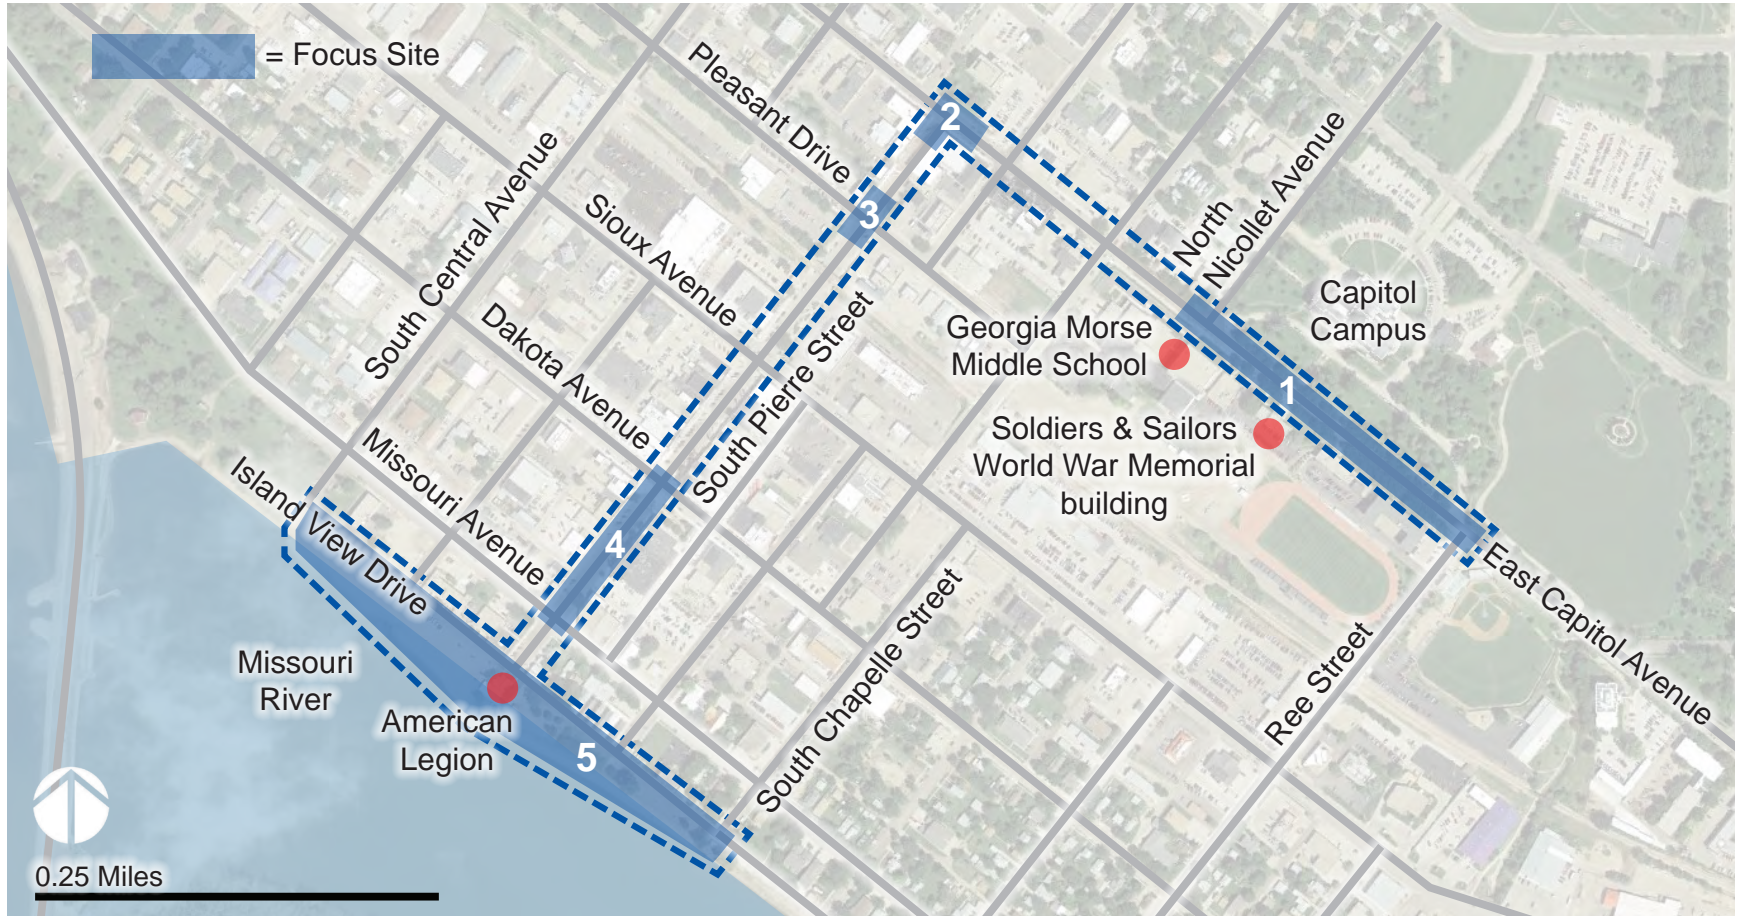 = Focus Site
Pleasant Drive
2
3
North
Nicollet Avenue
South Central Avenue
Sioux Avenue
Capitol
Campus
Georgia Morse
Middle School
1
Dakota Avenue
South Pierre Street
Soldiers & Sailors
World War Memorial
building
Missouri Avenue
Island View Drive
4
East Capitol Avenue
Missouri
River
American
Legion
5
South Chapelle Street
Ree Street
0.25 Miles